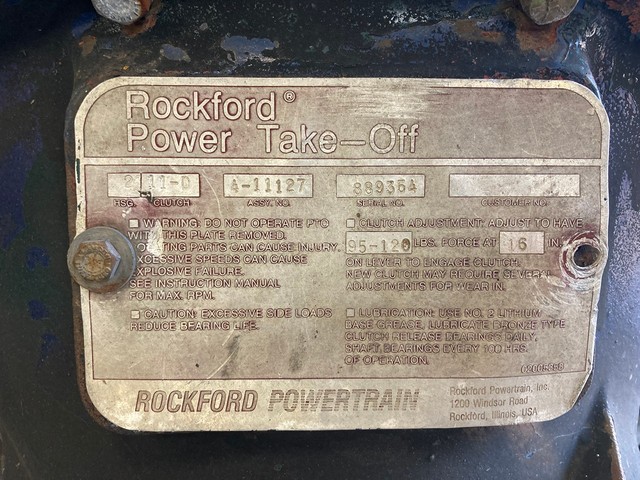 Rockford®
Power Take-Off
2 11-D
A-11127
88936A
HSG. CLUTCH
ASSY. NO.
SERIAL NO.
CUSTOMER NO.
WARNING: DO NOT OPERATE PTO
WITH THIS PLATE REMOVED.
ROTATING PARTS CAN CAUSE INJURY.
EXCESSIVE SPEEDS CAN CAUSE
EXPLOSIVE FAILURE.
SEE INSTRUCTION MANUAL
FOR MAX. RPM.
CAUTION: EXCESSIVE SIDE LOADS
REDUCE BEARING LIFE.
CLUTCH ADJUSTMENT: ADJUST TO HAVE
95-120 LBS. FORCE AT 16 IN.
ON LEVER TO ENGAGE CLUTCH.
NEW CLUTCH MAY REQUIRE SEVERAL
ADJUSTMENTS FOR WEAR IN.
LUBRICATION: USE NO. 2 LITHIUM
BASE GREASE. LUBRICATE BRONZE TYPE
CLUTCH RELEASE BEARINGS DAILY,
SHAFT BEARINGS EVERY 100 HRS.
OF OPERATION.
ROCKFORD POWERTRAIN
Rockford Powertrain, Inc.
1200 Windsor Road
Rockford, Illinois, USA